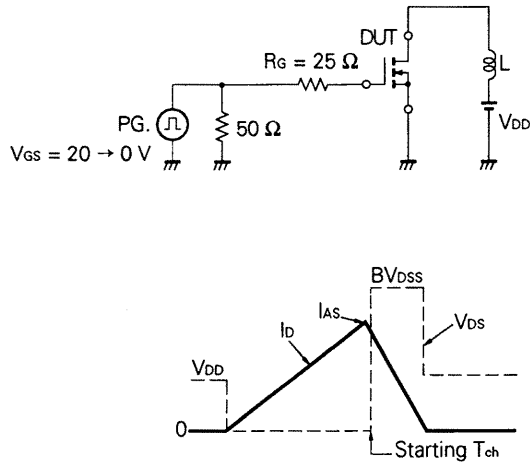 DUT
RG = 25 Ω
L
PG.
50 Ω
VDD
VGS = 20 → 0 V
BVDSS
IAS
ID
VDS
VDD
0
Starting Tch